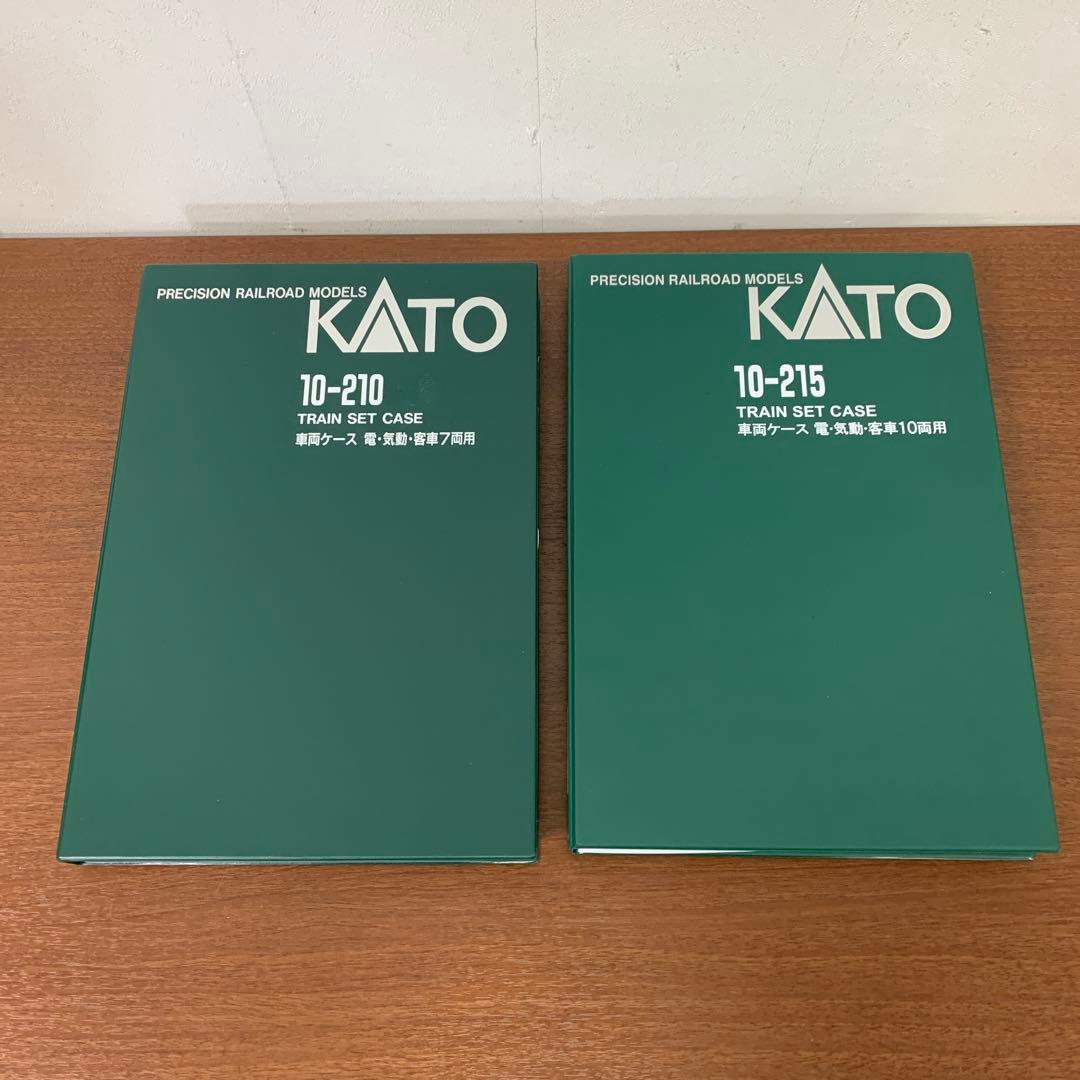 PRECISION RAILROAD MODELS
KATO
10-210
TRAIN SET CASE
車両ケース 電・気動・客車7両用
PRECISION RAILROAD MODELS
KATO
10-215
TRAIN SET CASE
車両ケース 電・気動・客車10両用